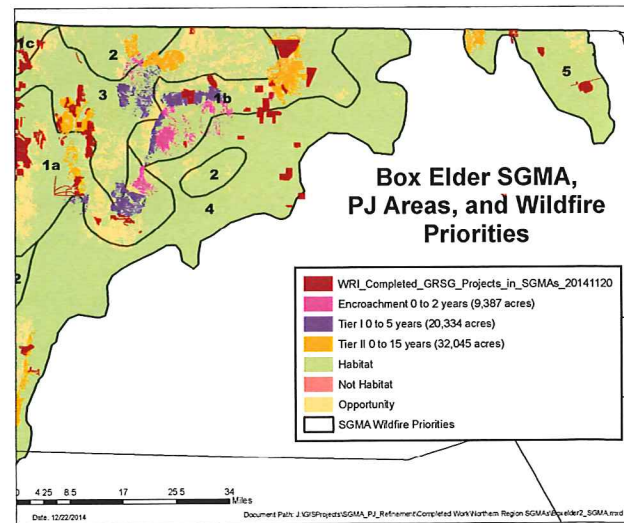 1c
2
3
1b
5
1a
2
4
2
Box Elder SGMA,
PJ Areas, and Wildfire
Priorities
WRI_Completed_GRSG_Projects_in_SGMAs_20141120
Encroachment 0 to 2 years (9,387 acres)
Tier I 0 to 5 years (20,334 acres)
Tier II 0 to 15 years (32,045 acres)
Habitat
Not Habitat
Opportunity
SGMA Wildfire Priorities
0 4.25 8.5 17 25.5 34
Miles
Date: 12/22/2014
Document Path: J:\GISProjects\SGMA_PJ_Refinement\Completed Work\Northern Region SGMAs\Boxelder2_SGMA.mxd